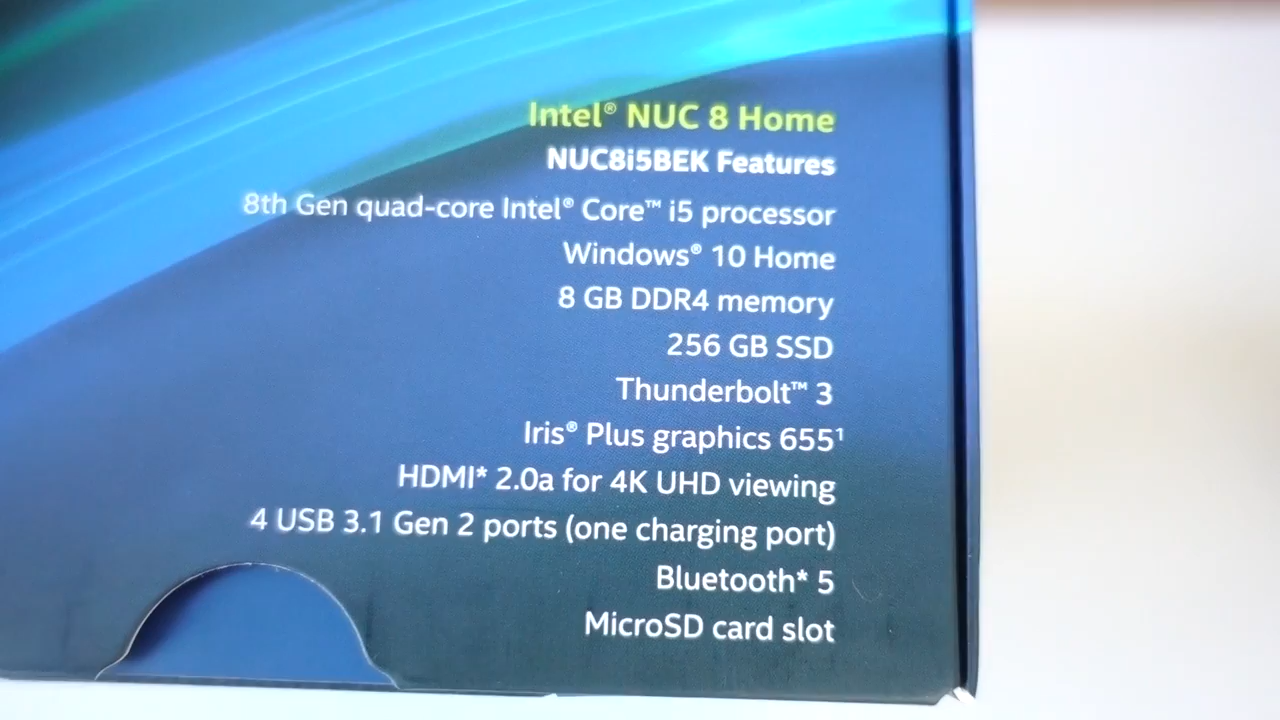 Intel® NUC 8 Home
NUC8i5BEK Features
8th Gen quad-core Intel® Core™ i5 processor
Windows® 10 Home
8 GB DDR4 memory
256 GB SSD
Thunderbolt™ 3
Iris® Plus graphics 655¹
HDMI* 2.0a for 4K UHD viewing
4 USB 3.1 Gen 2 ports (one charging port)
Bluetooth* 5
MicroSD card slot